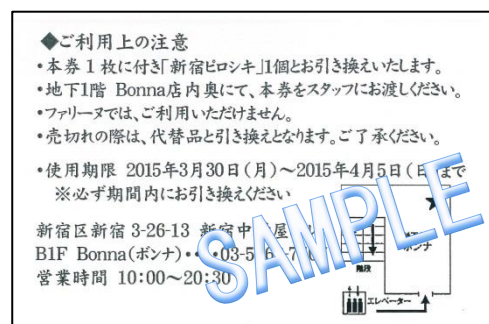 ◆ご利用上の注意
・本券1枚に付き「新宿ピロシキ」1個とお引き換えいたします。
・地下1階 Bonna店内奥にて、本券をスタッフにお渡しください。
・ファリーヌでは、ご利用いただけません。
・売切れの際は、代替品と引き換えとなります。ご了承ください。
・使用期限 2015年3月30日(月)～2015年4月5日(日)まで
※必ず期間内にお引き換えください
新宿区新宿 3-26-13 新宿中
B1F Bonna(ボンナ)・・
営業時間 10:00～20:30
ボンナ
階段
エレベーター
SAMPLE